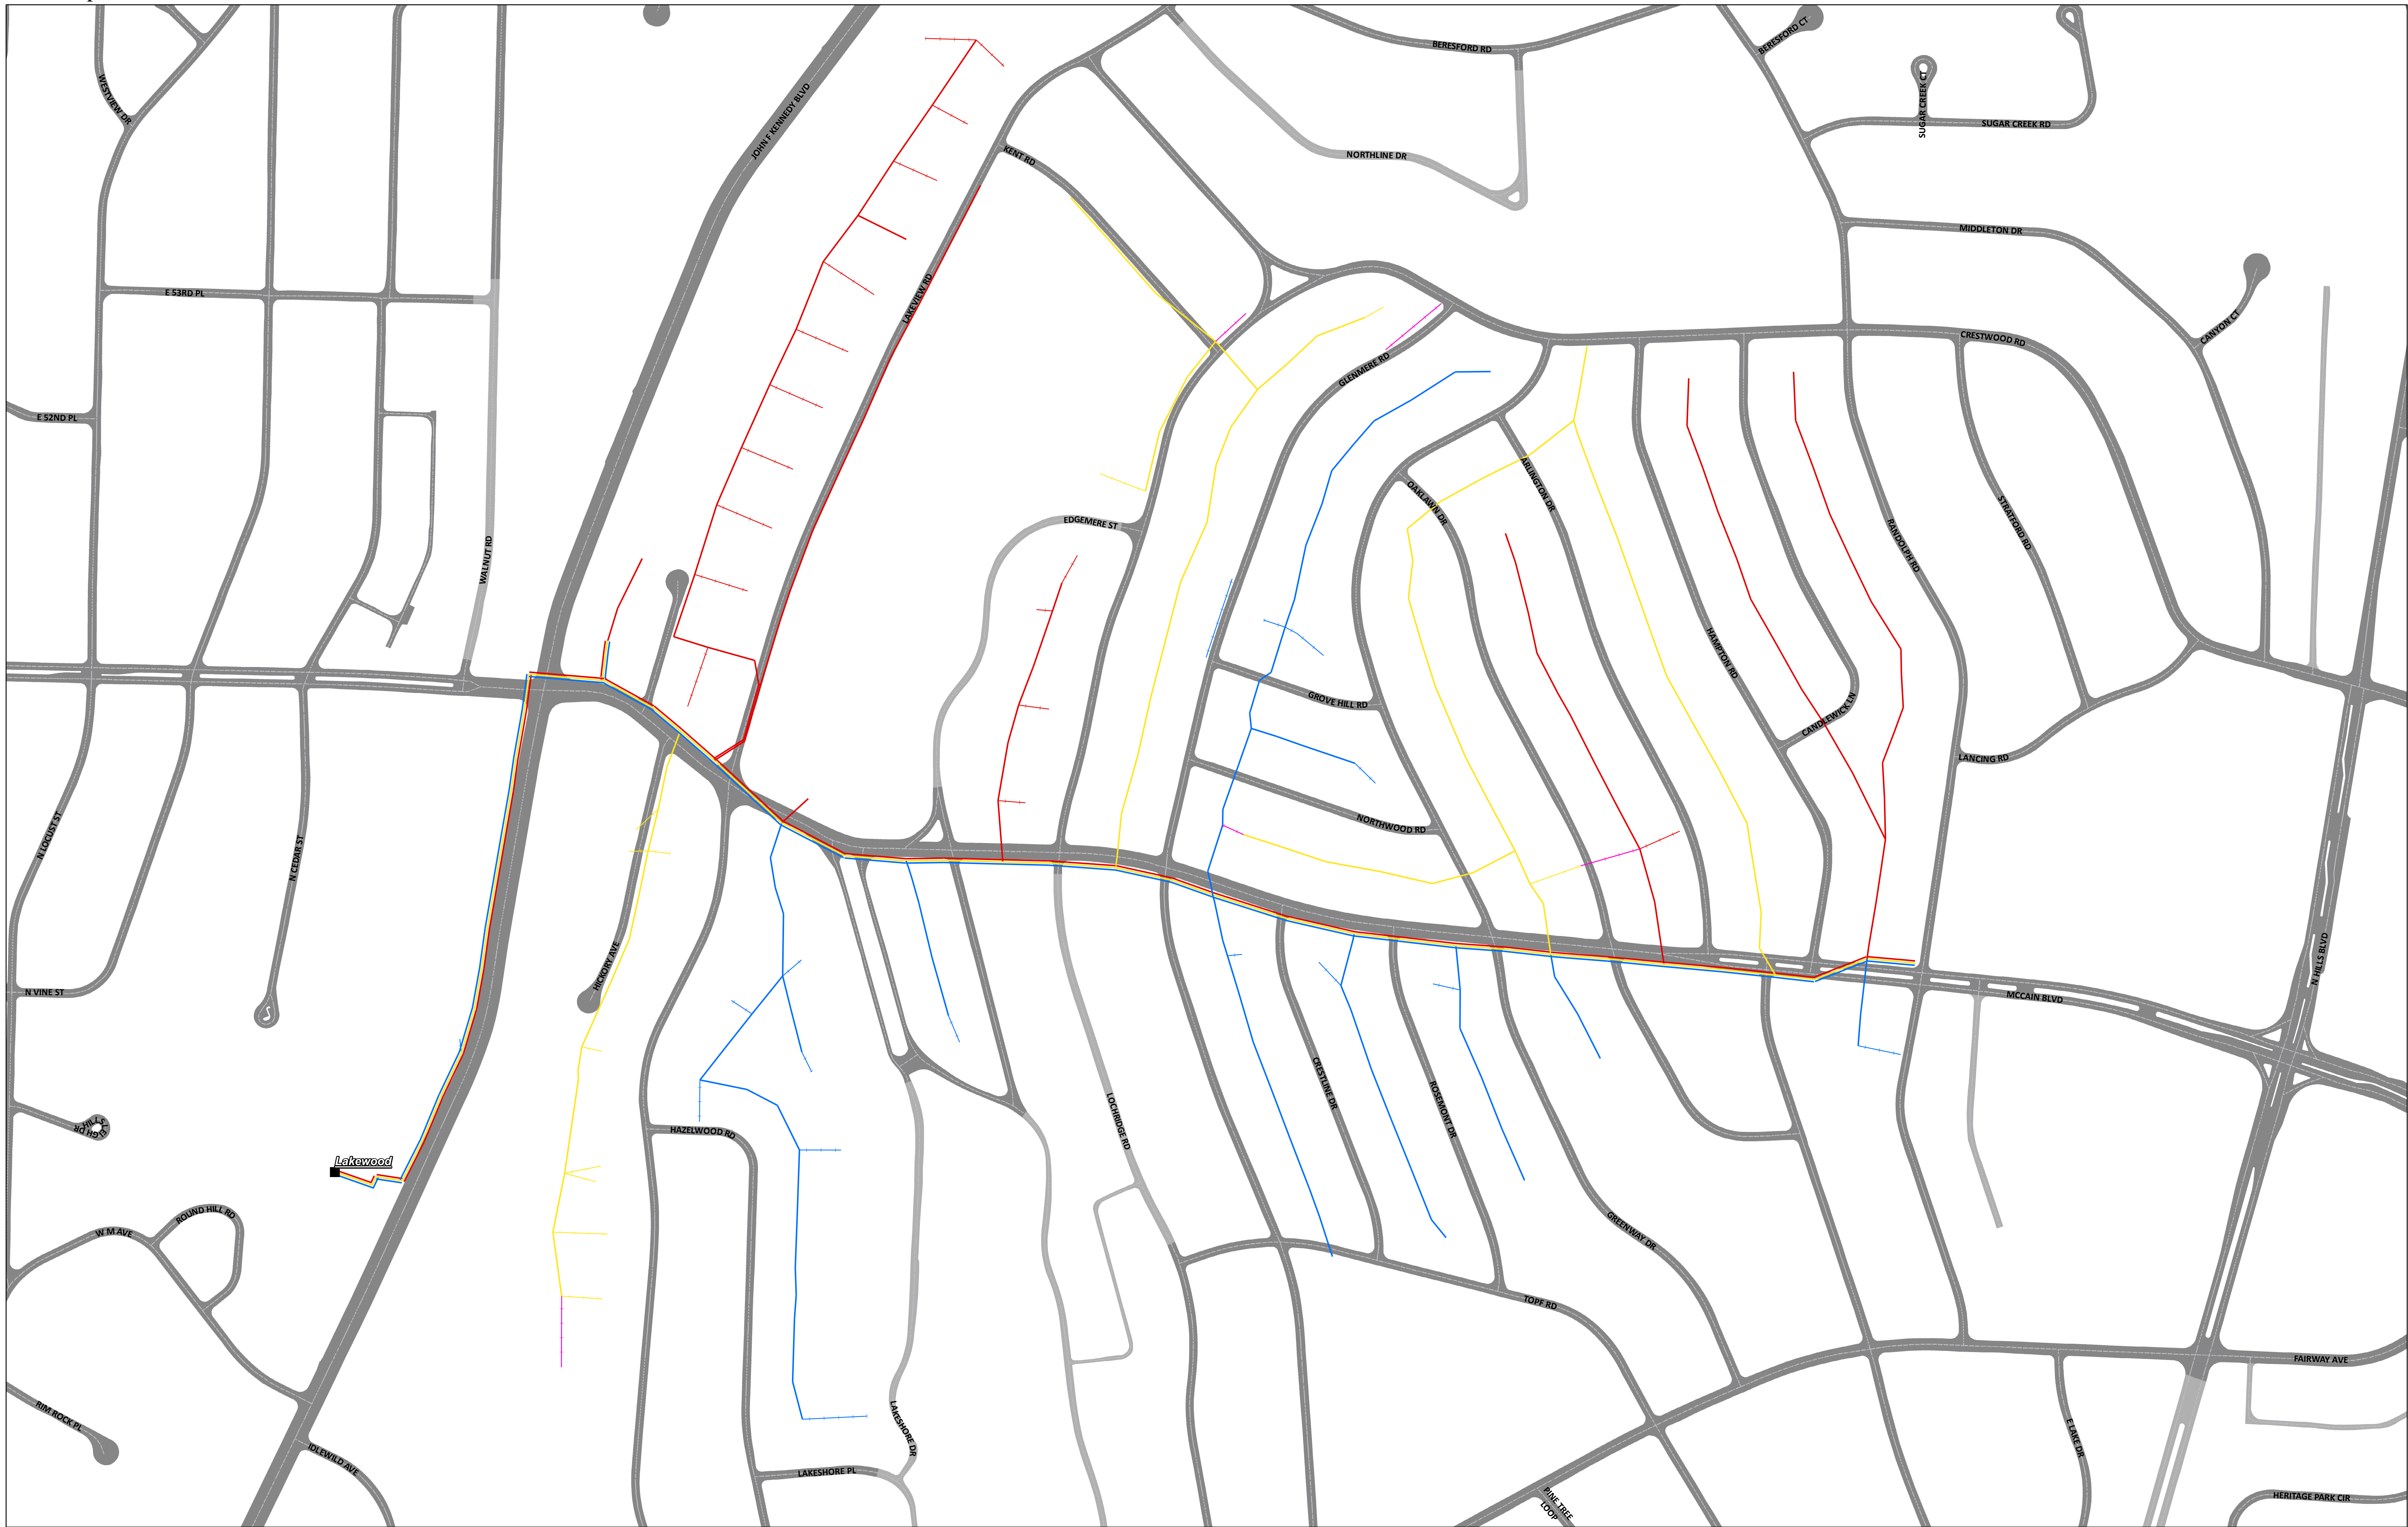 BERESFORD RD
BERESFORD CT
WESTVIEW DR
JOHN F KENNEDY BLVD
SUGAR CREEK CT
SUGAR CREEK RD
KENT RD
NORTHLINE DR
MIDDLETON DR
E 53RD PL
LAKEVIEW RD
CANYON CT
CRESTWOOD RD
GLENMERE RD
E 52ND PL
ARLINGTON DR
OAKLAWN DR
EDGEMERE ST
STRATFORD RD
RANDOLPH RD
WALNUT RD
HAMPTON RD
GROVE HILL RD
CANDLEWICK LN
LANCING RD
NORTHWOOD RD
N LOCUST ST
N CEDAR ST
HICKORY AVE
N HILLS BLVD
N VINE ST
MCCAIN BLVD
CRESTLINE DR
ROSEMONT DR
LOCHRIDGE RD
HILLSLEIGH DR
HAZELWOOD RD
Lakewood
ROUND HILL RD
W M AVE
GREENWAY DR
TOPF RD
FAIRWAY AVE
RIM ROCK PL
LAKESHORE DR
E LAKE DR
IDLEWILD AVE
LAKESHORE PL
PINE TREE
LOOP
HERITAGE PARK CIR